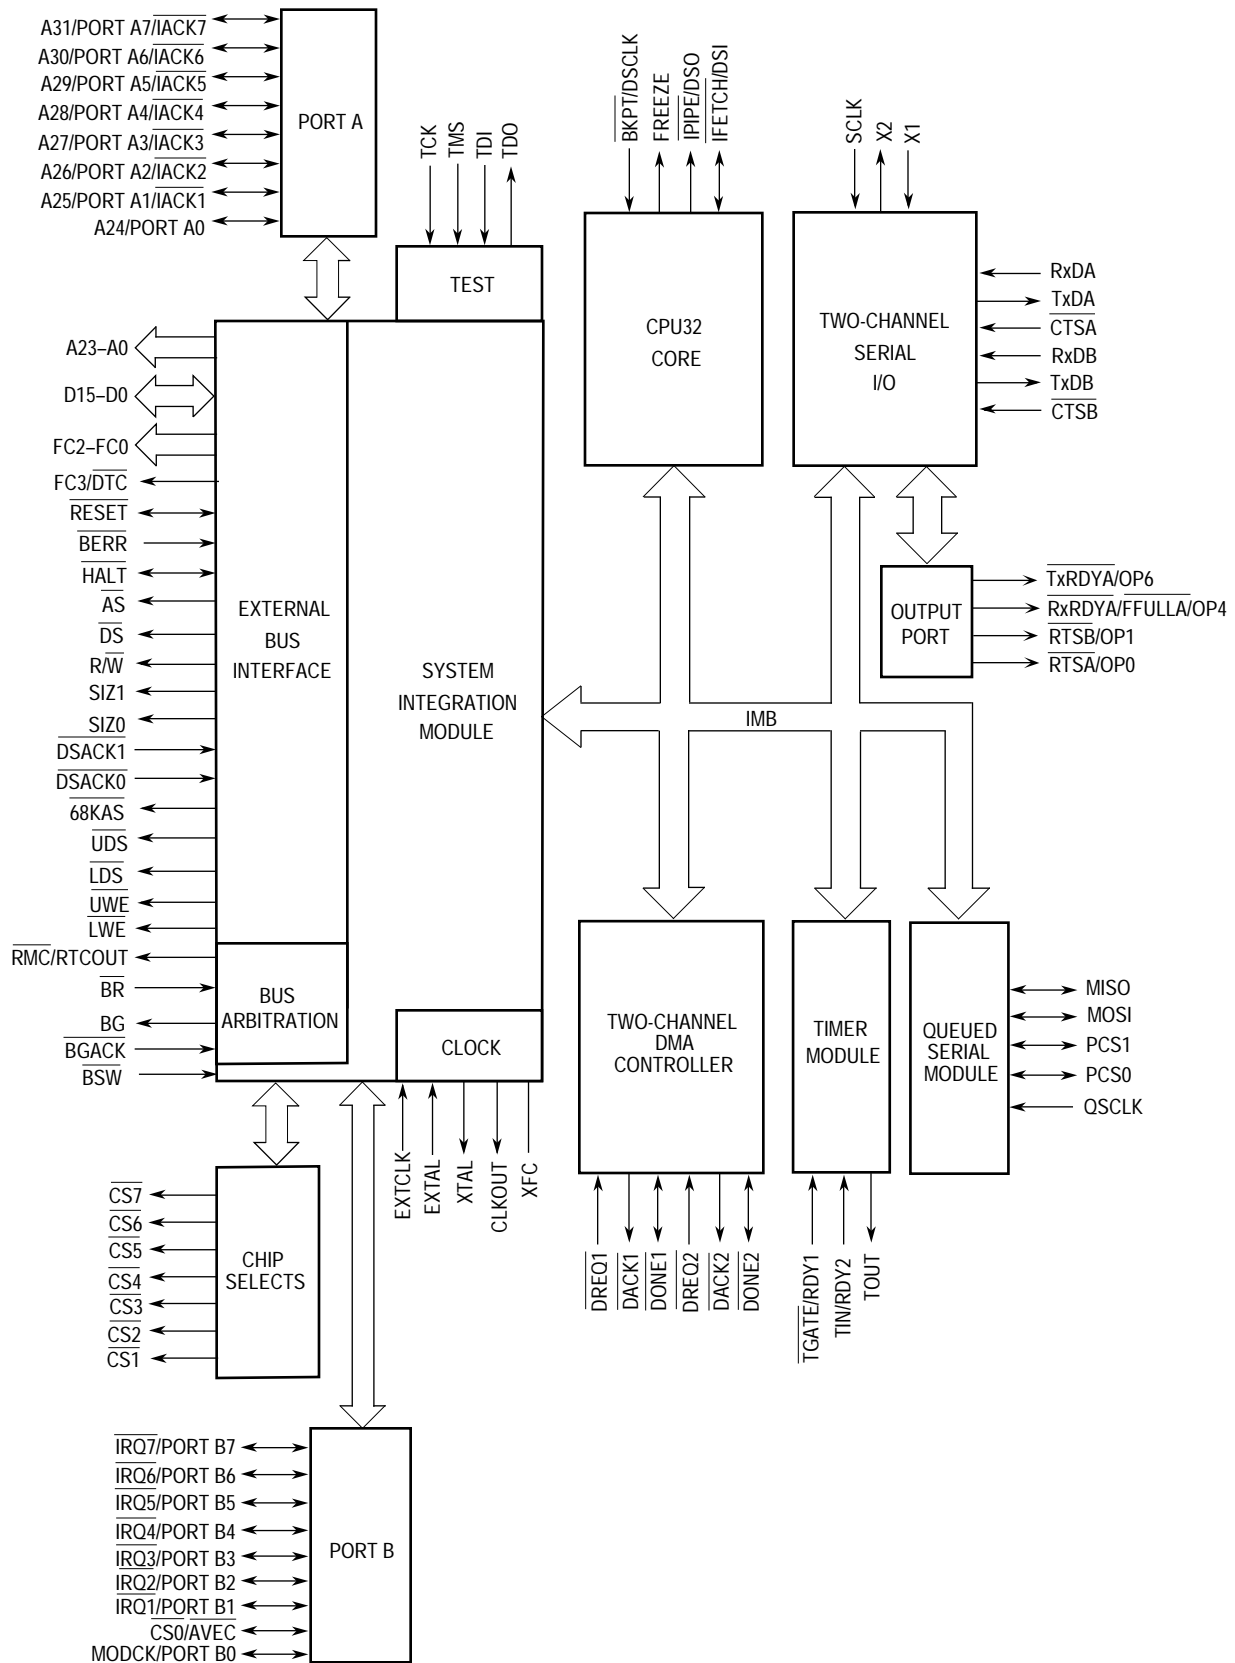 A31/PORT A7/IACK7
A30/PORT A6/IACK6
A29/PORT A5/IACK5
A28/PORT A4/IACK4
A27/PORT A3/IACK3
A26/PORT A2/IACK2
A25/PORT A1/IACK1
A24/PORT A0
PORT A
TCK
TMS
TDI
TDO
TEST
BKPT/DSCLK
FREEZE
IPIPE/DSO
IFETCH/DSI
CPU32
CORE
SCLK
X2
X1
TWO-CHANNEL
SERIAL
I/O
RxDA
TxDA
CTSA
RxDB
TxDB
CTSB
OUTPUT
PORT
TxRDYA/OP6
RxRDYA/FFULLA/OP4
RTSB/OP1
RTSA/OP0
A23–A0
D15–D0
FC2–FC0
FC3/DTC
RESET
BERR
HALT
AS
DS
R/W
SIZ1
SIZ0
DSACK1
DSACK0
68KAS
UDS
LDS
UWE
LWE
RMC/RTCOUT
BR
BG
BGACK
BSW
EXTERNAL
BUS
INTERFACE
SYSTEM
INTEGRATION
MODULE
IMB
BUS
ARBITRATION
CLOCK
EXTCLK
EXTAL
XTAL
CLKOUT
XFC
TWO-CHANNEL
DMA
CONTROLLER
DREQ1
DACK1
DONE1
DREQ2
DACK2
DONE2
TIMER
MODULE
TGATE/RDY1
TIN/RDY2
TOUT
QUEUED
SERIAL
MODULE
MISO
MOSI
PCS1
PCS0
QSCLK
CS7
CS6
CS5
CS4
CS3
CS2
CS1
CHIP
SELECTS
IRQ7/PORT B7
IRQ6/PORT B6
IRQ5/PORT B5
IRQ4/PORT B4
IRQ3/PORT B3
IRQ2/PORT B2
IRQ1/PORT B1
CS0/AVEC
MODCK/PORT B0
PORT B